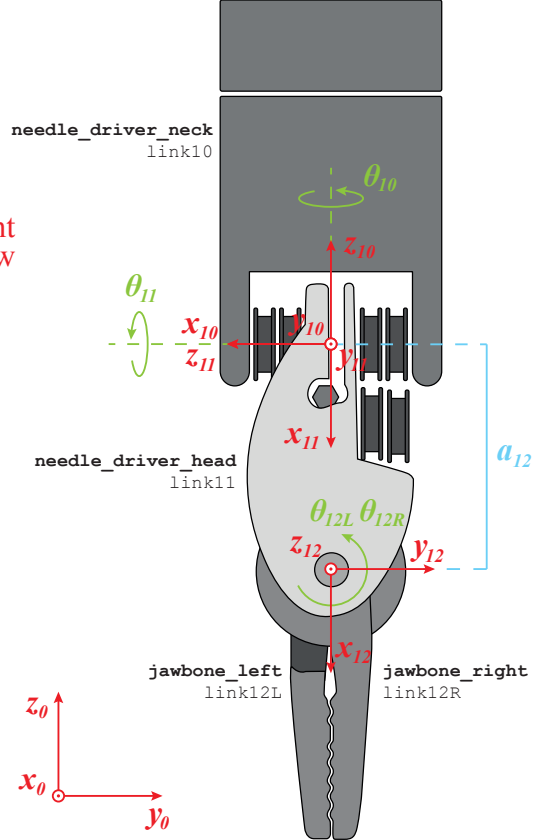 needle_driver_neck
link10
θ10
nt
w
z10
θ11
x10
y10
z11
y11
x11
a12
needle_driver_head
link11
θ12L θ12R
z12
y12
x12
jawbone_left
link12L
jawbone_right
link12R
z0
x0
y0